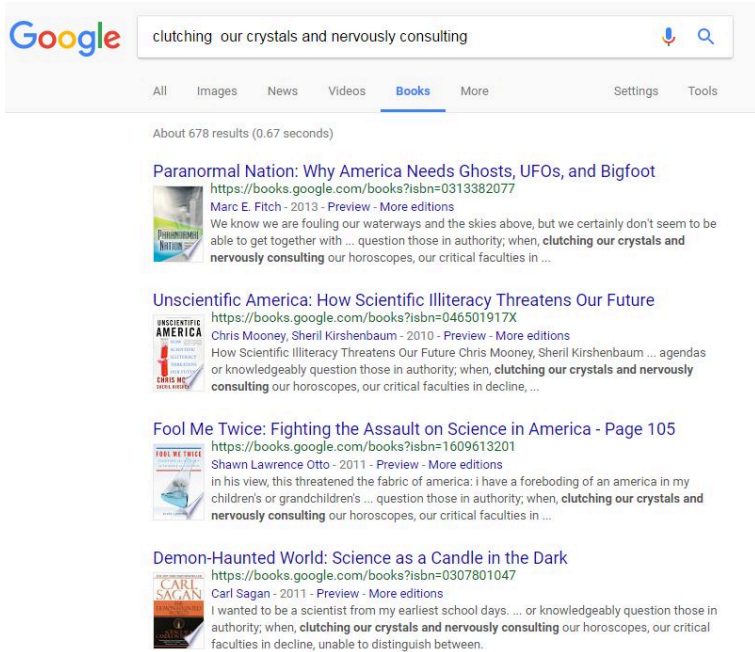 Google
clutching our crystals and nervously consulting
All Images News Videos Books More Settings Tools
About 678 results (0.67 seconds)
Paranormal Nation: Why America Needs Ghosts, UFOs, and Bigfoot
https://books.google.com/books?isbn=0313382077
Marc E. Fitch - 2013 - Preview - More editions
We know we are fouling our waterways and the skies above, but we certainly don't seem to be
able to get together with ... question those in authority; when, clutching our crystals and
nervously consulting our horoscopes, our critical faculties in ...
PARANORMAL
NATION
Unscientific America: How Scientific Illiteracy Threatens Our Future
https://books.google.com/books?isbn=046501917X
Chris Mooney, Sheril Kirshenbaum - 2010 - Preview - More editions
How Scientific Illiteracy Threatens Our Future Chris Mooney, Sheril Kirshenbaum ... agendas
or knowledgeably question those in authority; when, clutching our crystals and nervously
consulting our horoscopes, our critical faculties in decline, ...
UNSCIENTIFIC
AMERICA
Fool Me Twice: Fighting the Assault on Science in America - Page 105
https://books.google.com/books?isbn=1609613201
Shawn Lawrence Otto - 2011 - Preview - More editions
in his view, this threatened the fabric of america: i have a foreboding of an america in my
children's or grandchildren's ... question those in authority; when, clutching our crystals and
nervously consulting our horoscopes, our critical faculties in ...
FOOL ME TWICE
Demon-Haunted World: Science as a Candle in the Dark
https://books.google.com/books?isbn=0307801047
Carl Sagan - 2011 - Preview - More editions
I wanted to be a scientist from my earliest school days. ... or knowledgeably question those in
authority; when, clutching our crystals and nervously consulting our horoscopes, our critical
faculties in decline, unable to distinguish between.
CARL
SAGAN